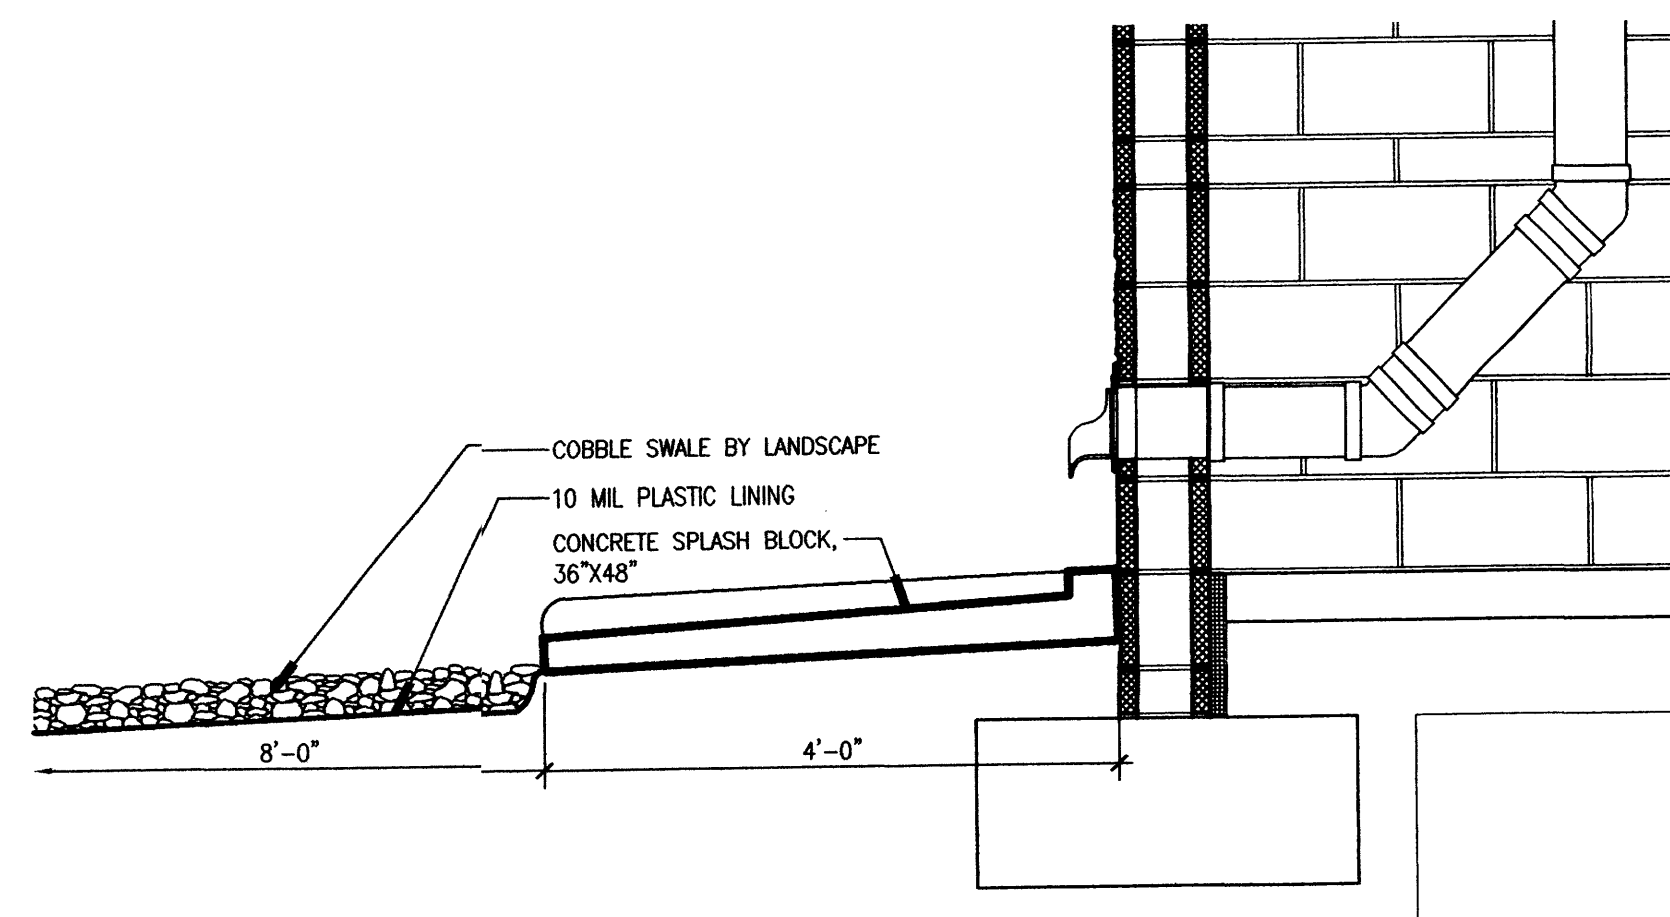 COBBLE SWALE BY LANDSCAPE
10 MIL PLASTIC LINING
CONCRETE SPLASH BLOCK,
36"X48"
8'-0"
4'-0"